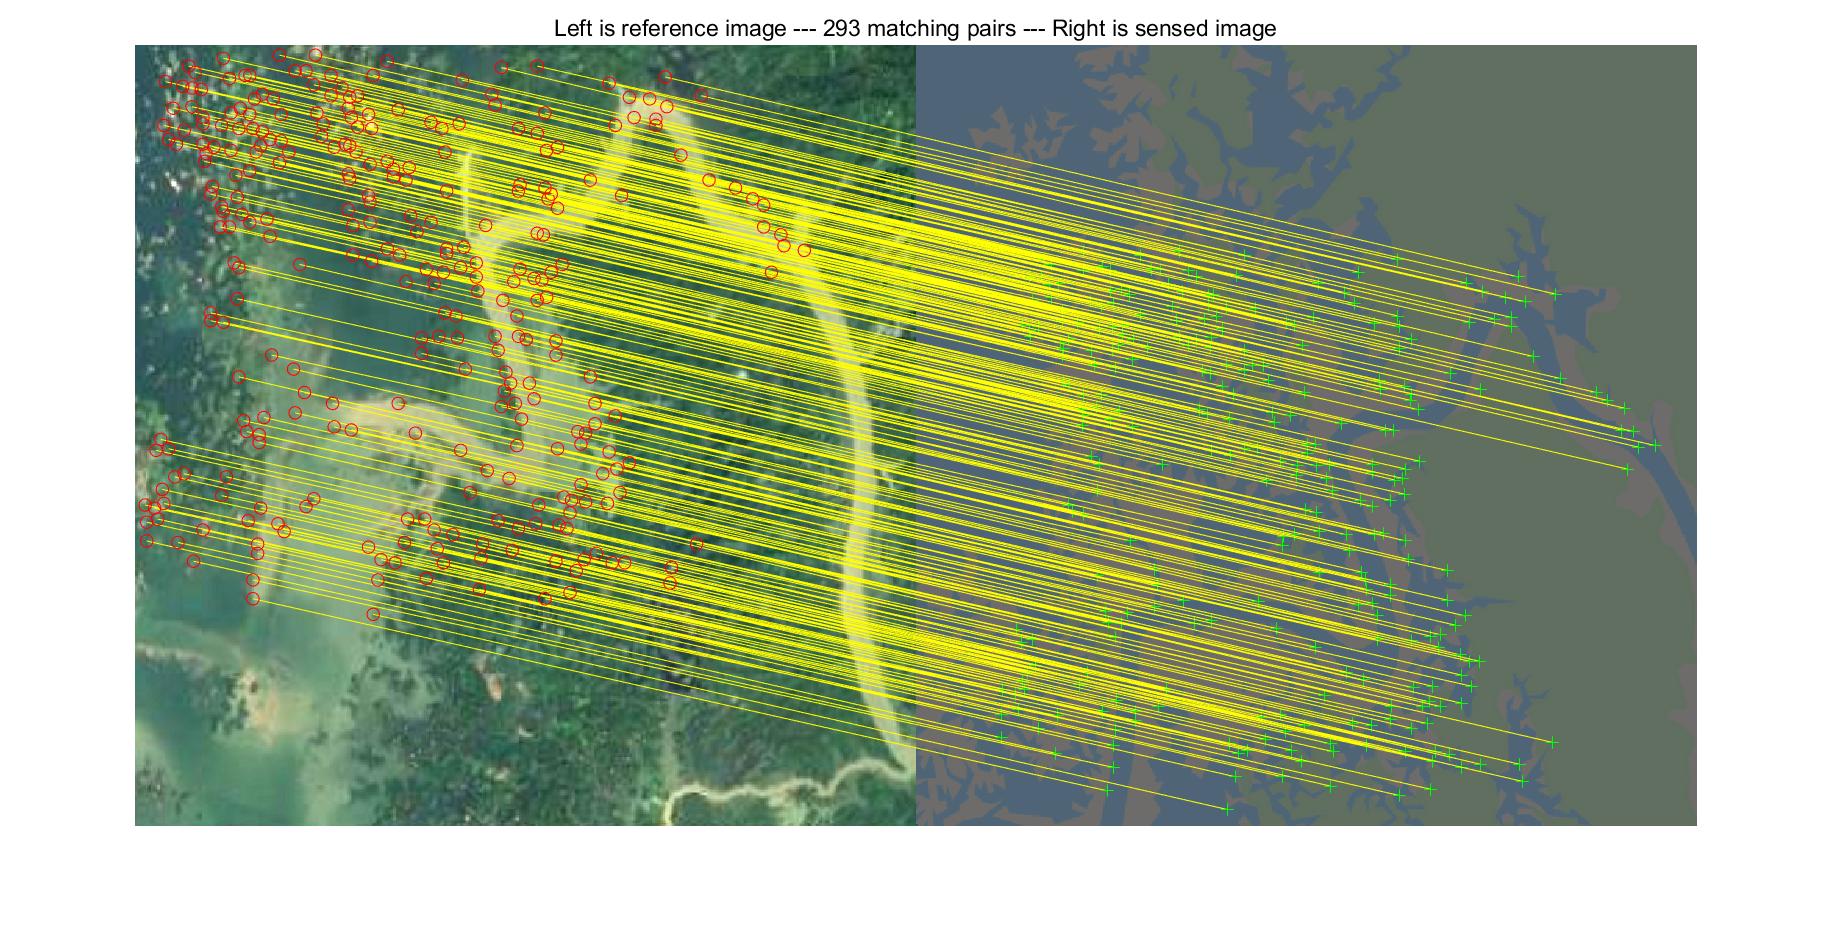 Left is reference image --- 293 matching pairs --- Right is sensed image